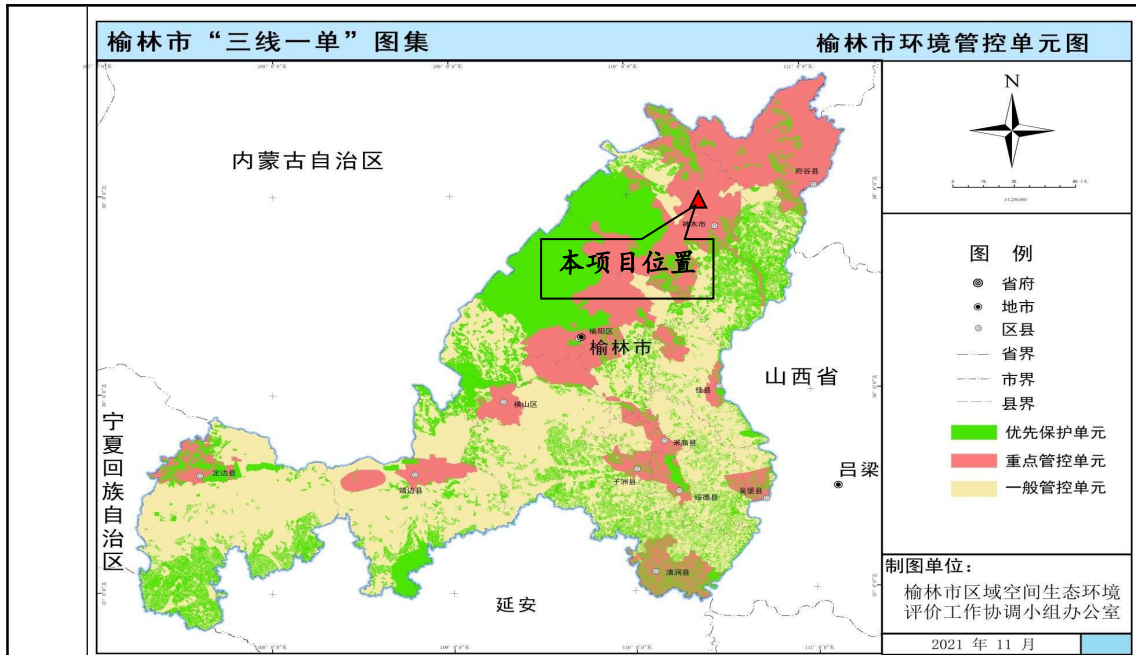 榆林市“三线一单”图集
榆林市环境管控单元图
N
内蒙古自治区
府谷县
神木市
本项目位置
榆阳区
榆林市
山西省
佳县
横山区
宁夏回族自治区
米脂县
吕梁
定边县
靖边县
子洲县
绥德县
吴堡县
清涧县
延安
图 例
省府
地市
区县
省界
市界
县界
优先保护单元
重点管控单元
一般管控单元
制图单位：
榆林市区域空间生态环境
评价工作协调小组办公室
2021 年 11 月